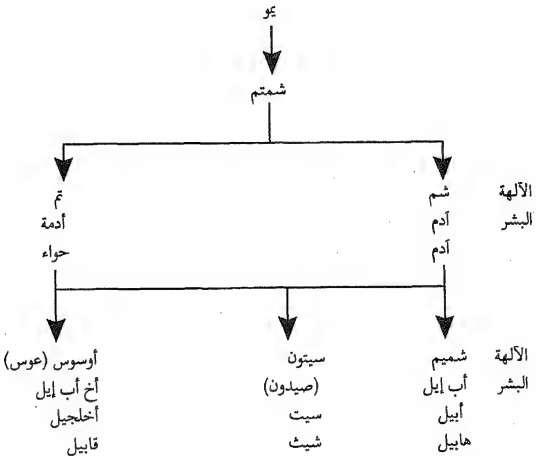 يمو
شمتم
الآلهة شم تم
البشر آدم أدمة
آدم حواء
الآلهة شميم سيتون أوسوس (عوس)
البشر أب إيل (صيدون) أخ أب إيل
أبيل سيت أخلجيل
هابيل شيث قابيل